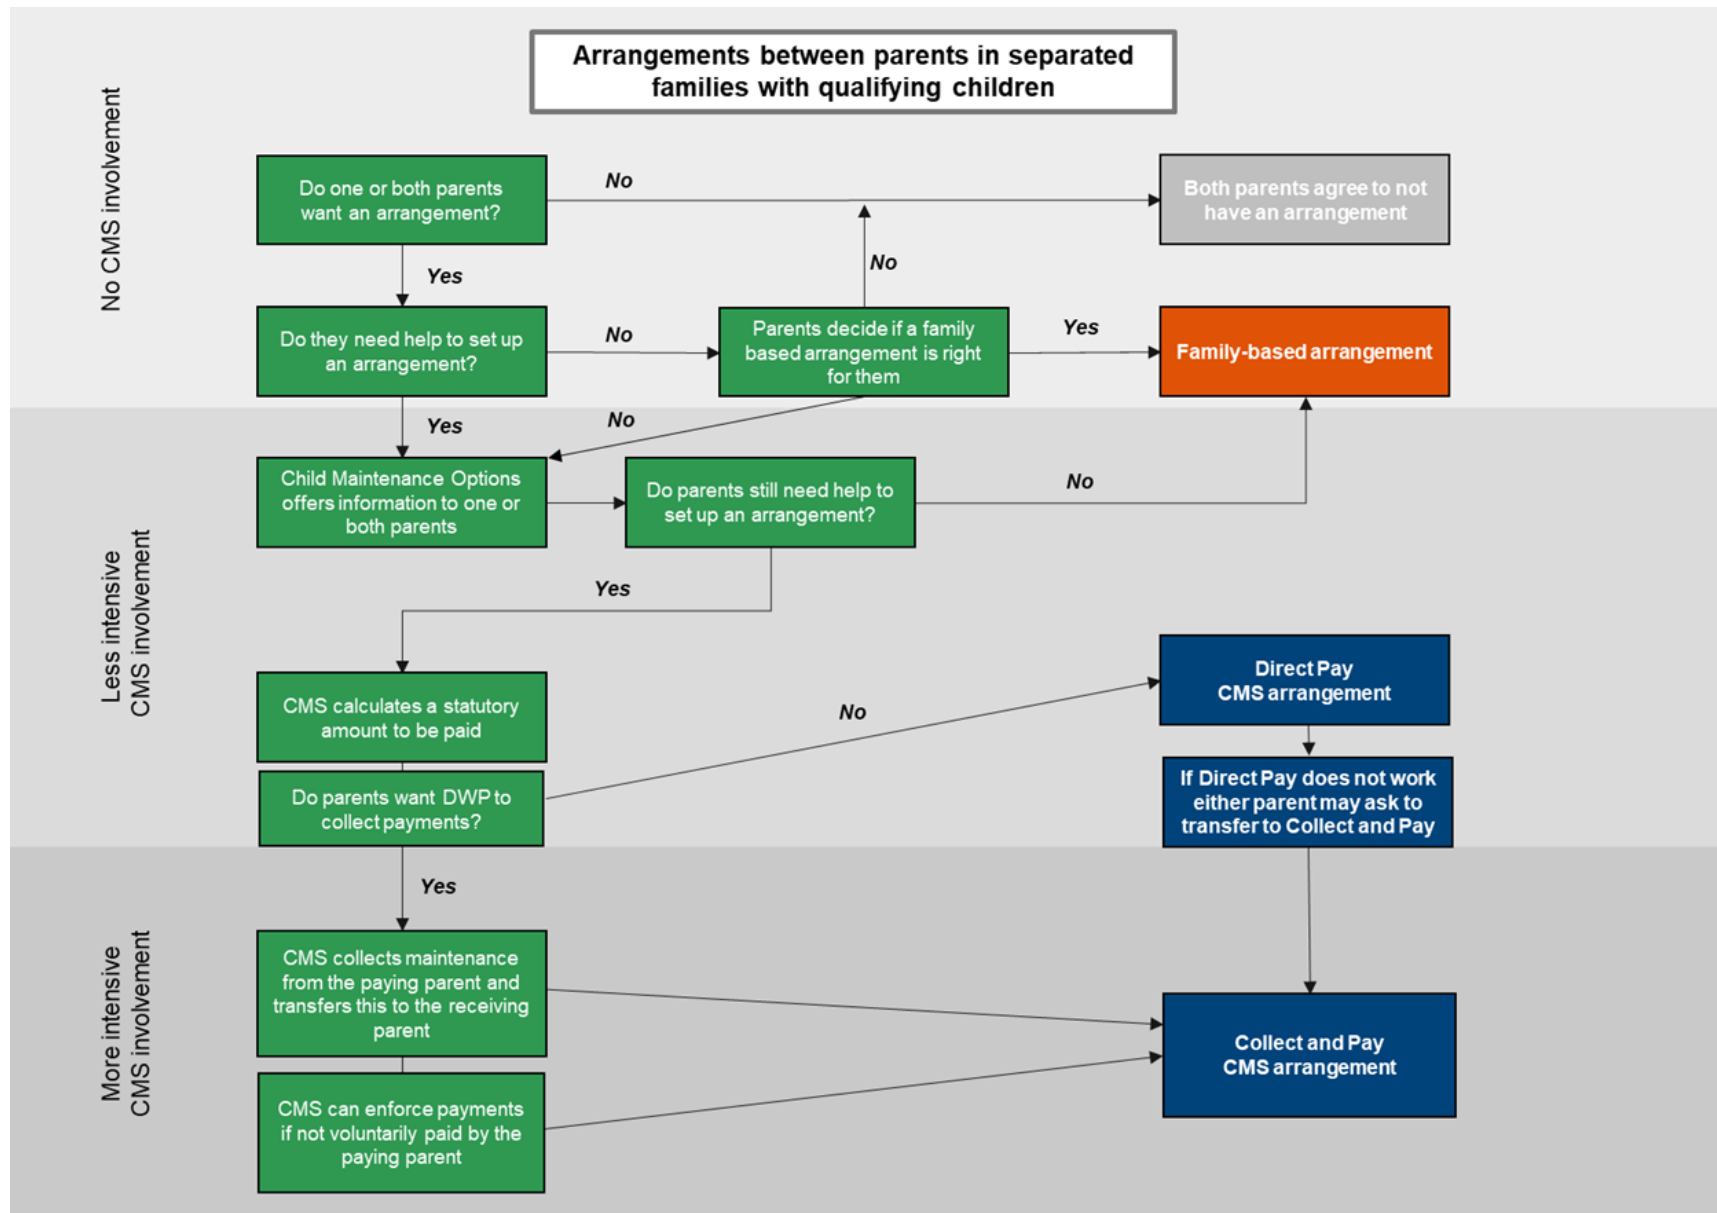 Arrangements between parents in separated
families with qualifying children
No CMS involvement
Do one or both parents
want an arrangement?
No
Both parents agree to not
have an arrangement
Yes
No
Do they need help to set up
an arrangement?
No
Parents decide if a family
based arrangement is right
for them
Yes
Family-based arrangement
Yes
No
Less intensive
CMS involvement
Child Maintenance Options
offers information to one or
both parents
Do parents still need help to
set up an arrangement?
No
Yes
CMS calculates a statutory
amount to be paid
No
Direct Pay
CMS arrangement
Do parents want DWP to
collect payments?
If Direct Pay does not work
either parent may ask to
transfer to Collect and Pay
Yes
More intensive
CMS involvement
CMS collects maintenance
from the paying parent and
transfers this to the receiving
parent
Collect and Pay
CMS arrangement
CMS can enforce payments
if not voluntarily paid by the
paying parent